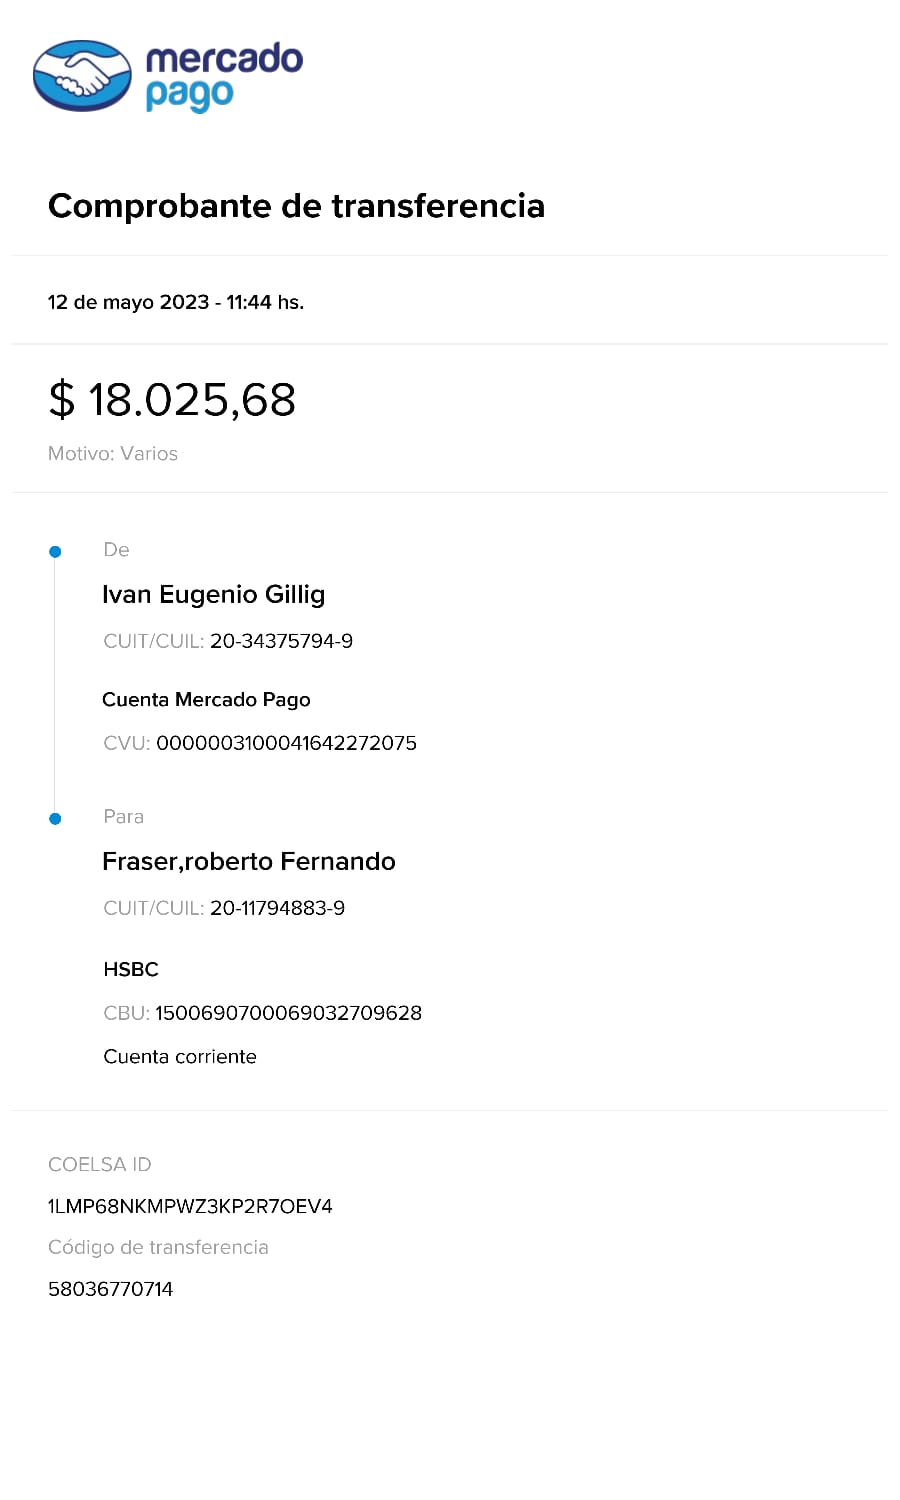 mercado
pago
Comprobante de transferencia
12 de mayo 2023 - 11:44 hs.
$ 18.025,68
Motivo: Varios
De
Ivan Eugenio Gillig
CUIT/CUIL: 20-34375794-9
Cuenta Mercado Pago
CVU: 0000003100041642272075
Para
Fraser,roberto Fernando
CUIT/CUIL: 20-11794883-9
HSBC
CBU: 1500690700069032709628
Cuenta corriente
COELSA ID
1LMP68NKMPWZ3KP2R7OEV4
Código de transferencia
58036770714